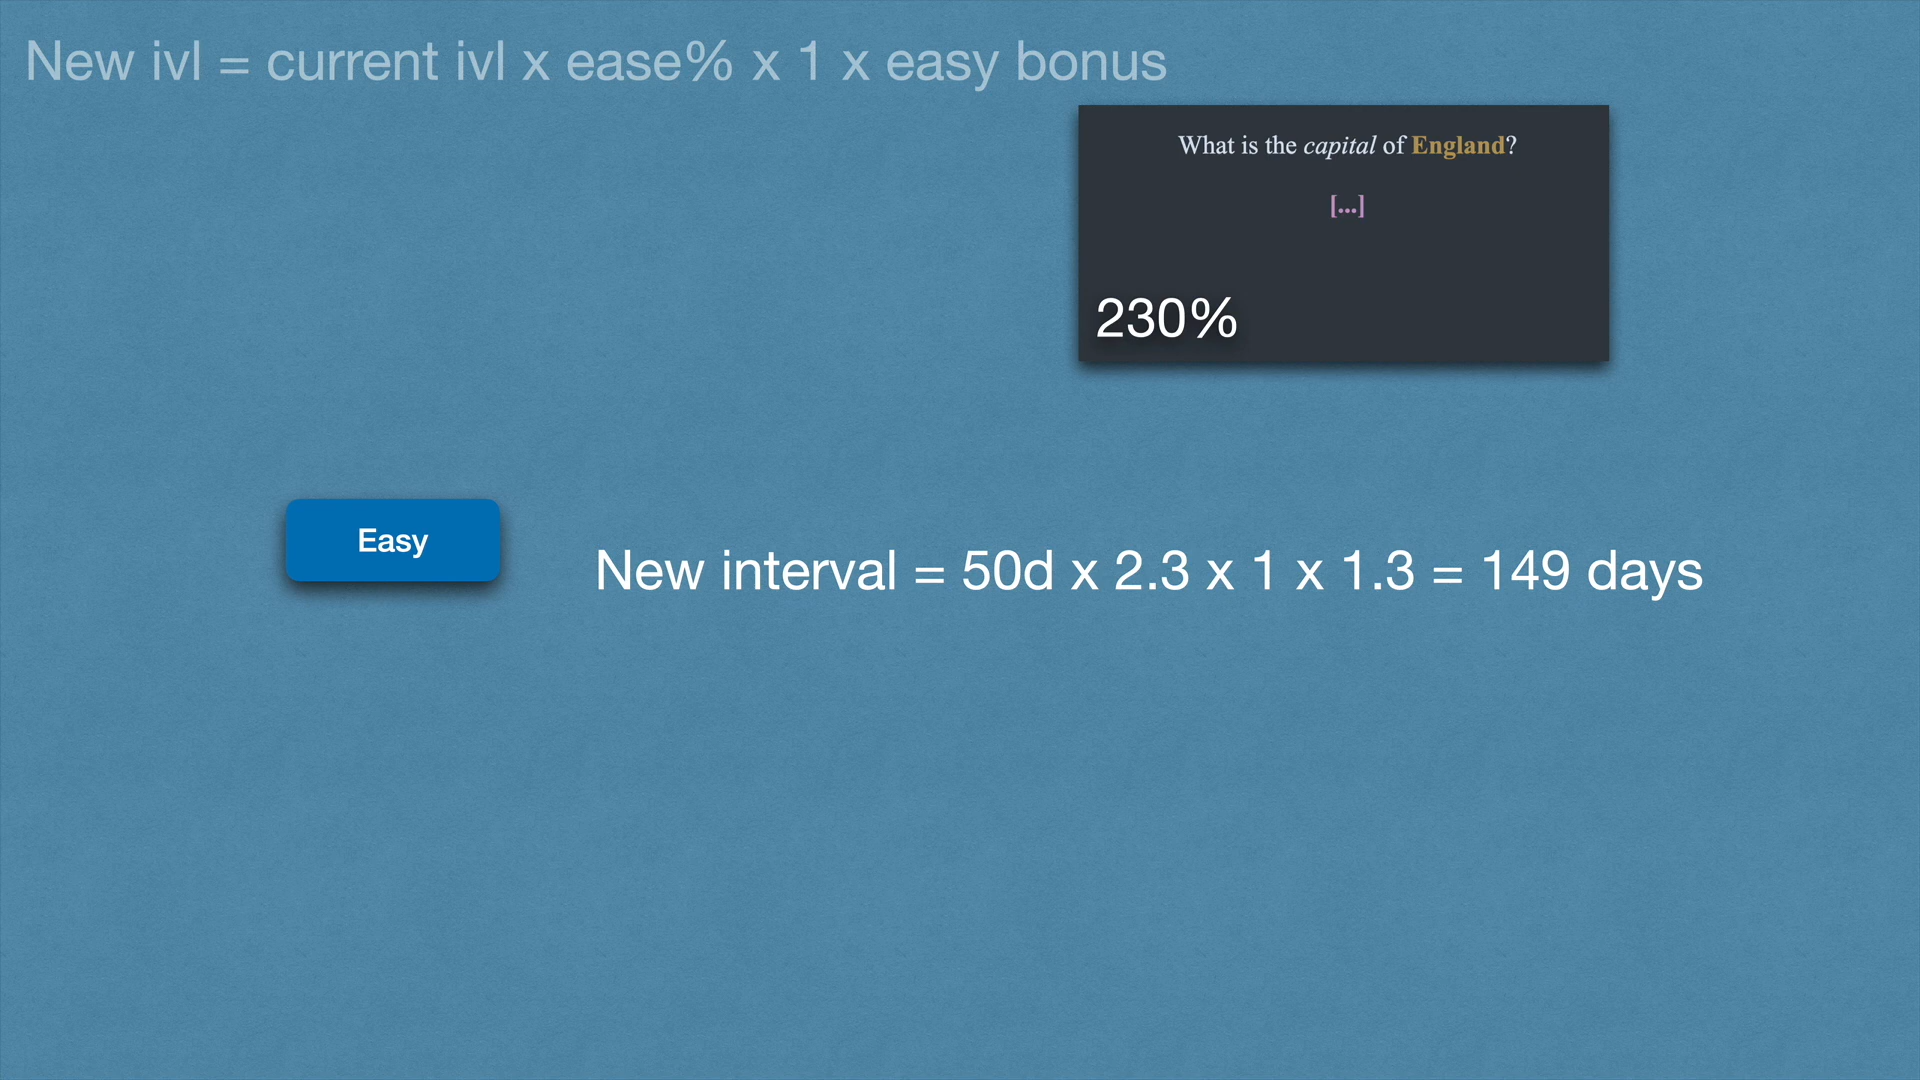 New ivl = current ivl x ease% x 1 x easy bonus
What is the capital of England?
[...]
230%
Easy
New interval = 50d x 2.3 x 1 x 1.3 = 149 days